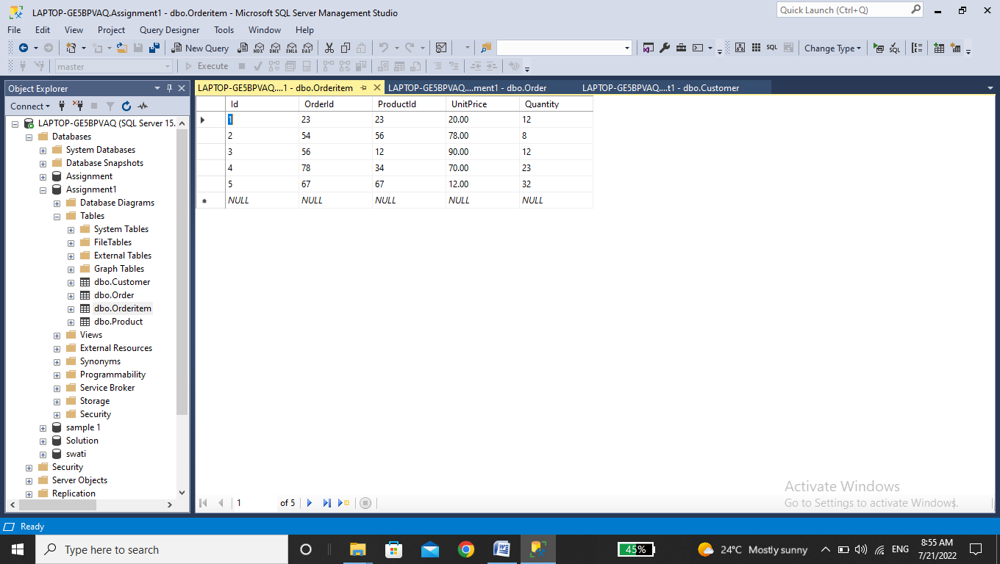 LAPTOP-GE5BPVAQ.Assignment1 - dbo.Orderitem - Microsoft SQL Server Management Studio
Quick Launch (Ctrl+Q)
File Edit View Project Query Designer Tools Window Help
New Query MDX DMX XMLA DAX SQL Change Type SQL
master Execute
Object Explorer
LAPTOP-GE5BPVAQ....1 - dbo.Orderitem LAPTOP-GE5BPVAQ....ment1 - dbo.Order LAPTOP-GE5BPVAQ....t1 - dbo.Customer
Connect
LAPTOP-GE5BPVAQ (SQL Server 15.
Databases
System Databases
Database Snapshots
Assignment
Assignment1
Database Diagrams
Tables
System Tables
FileTables
External Tables
Graph Tables
dbo.Customer
dbo.Order
dbo.Orderitem
dbo.Product
Views
External Resources
Synonyms
Programmability
Service Broker
Storage
Security
sample 1
Solution
swati
Security
Server Objects
Replication
Id OrderId ProductId UnitPrice Quantity
1 23 23 20.00 12
2 54 56 78.00 8
3 56 12 90.00 12
4 78 34 70.00 23
5 67 67 12.00 32
NULL NULL NULL NULL NULL
1 of 5
Activate Windows
Go to Settings to activate Windows.
Ready
Type here to search
45%
24°C Mostly sunny
ENG
8:55 AM
7/21/2022